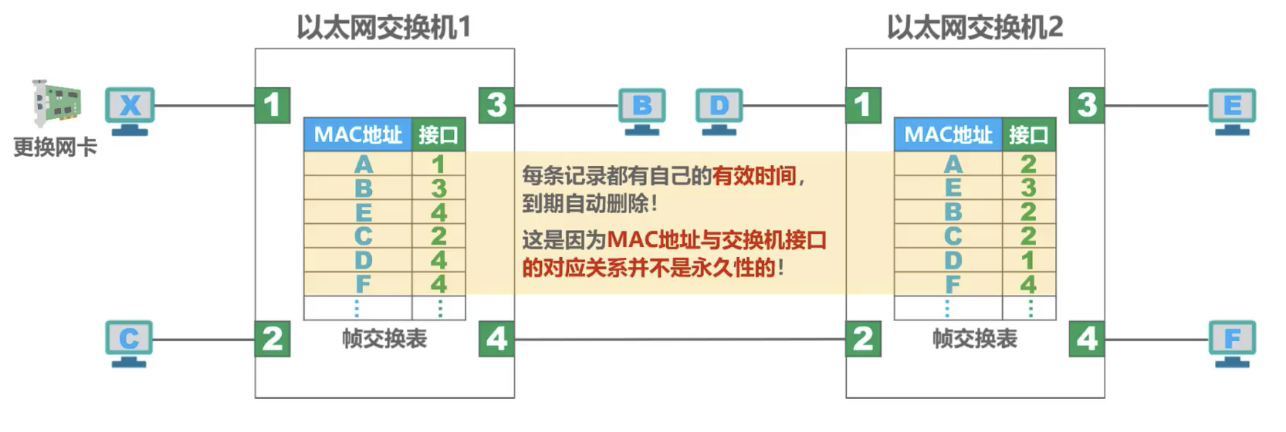 以太网交换机1
以太网交换机2
X
更换网卡
1
3
B
D
1
3
E
MAC地址 接口
A 1
B 3
E 4
C 2
D 4
F 4
⋮ ⋮
帧交换表
每条记录都有自己的有效时间，
到期自动删除！
这是因为MAC地址与交换机接口
的对应关系并不是永久性的！
MAC地址 接口
A 2
E 3
B 2
C 2
D 1
F 4
⋮ ⋮
帧交换表
C
2
4
2
4
F